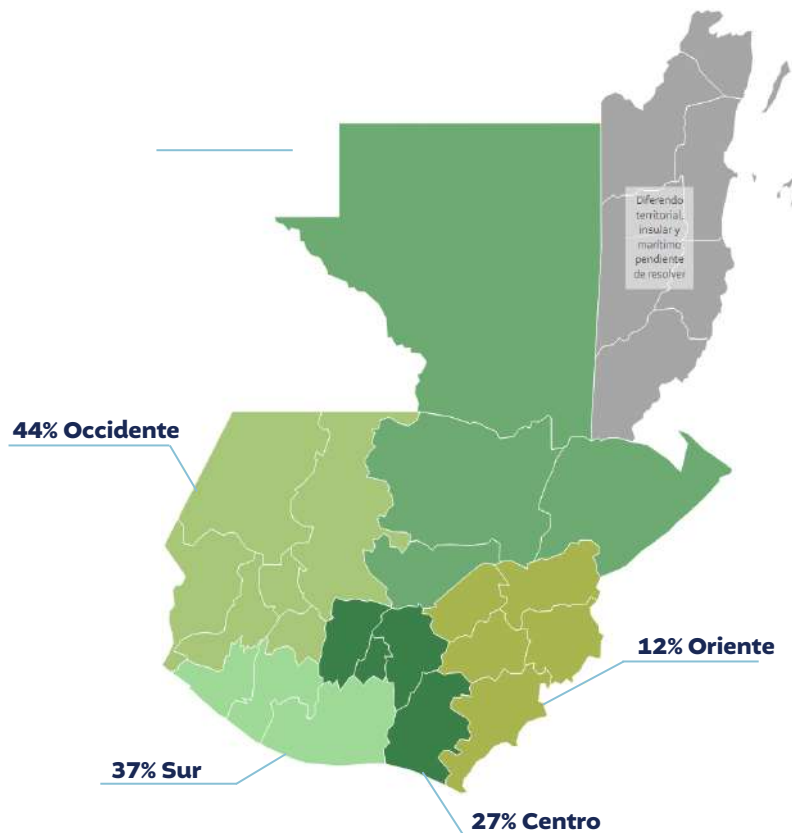 Diferendo
territorial,
insular y
marítimo
pendiente
de resolver
44% Occidente
12% Oriente
37% Sur
27% Centro